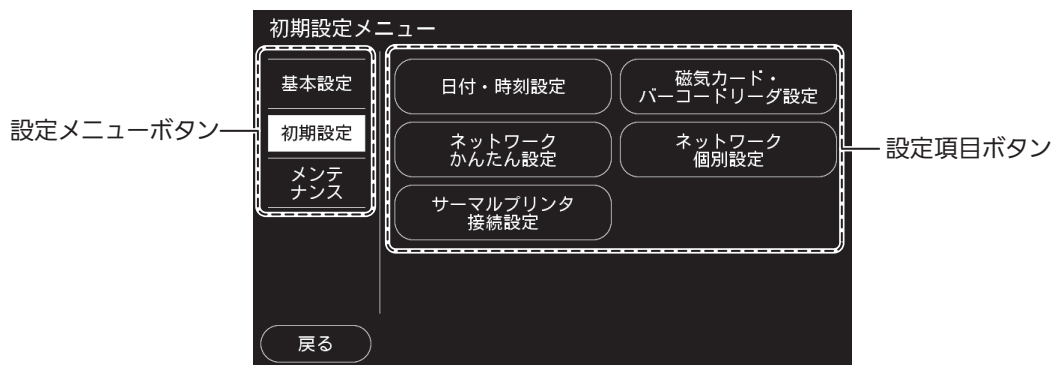 初期設定メニュー
基本設定
日付・時刻設定
磁気カード・
バーコードリーダ設定
設定メニューボタン
初期設定
ネットワーク
かんたん設定
ネットワーク
個別設定
設定項目ボタン
メンテ
ナンス
サーマルプリンタ
接続設定
戻る